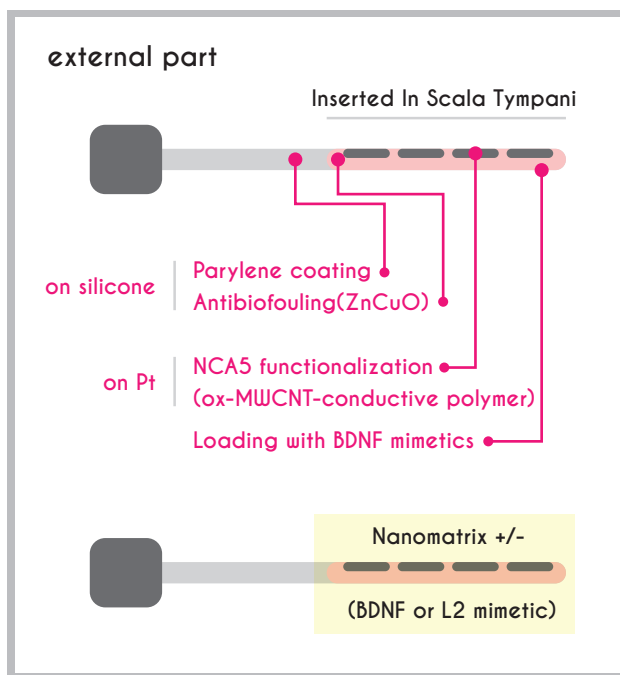 external part
Inserted In Scala Tympani
on silicone
Parylene coating
Antibiofouling(ZnCuO)
on Pt
NCA5 functionalization
(ox-MWCNT-conductive polymer)
Loading with BDNF mimetics
Nanomatrix +/-
(BDNF or L2 mimetic)